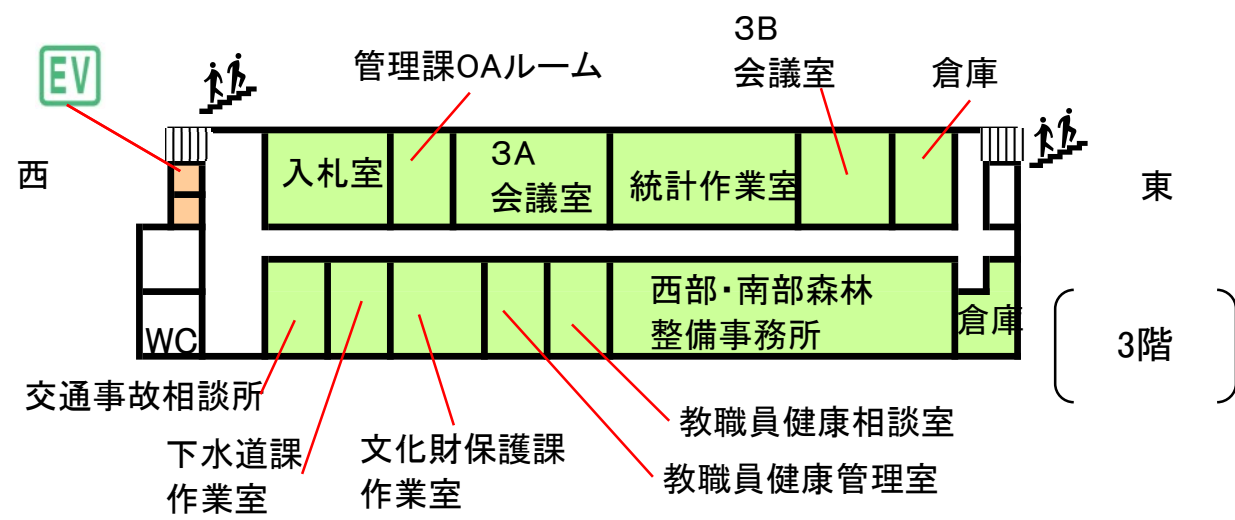 EV
管理課OAルーム
3B
会議室
倉庫
西
入札室
3A
会議室
統計作業室
東
西部・南部森林
整備事務所
倉庫
WC
3階
交通事故相談所
下水道課
作業室
文化財保護課
作業室
教職員健康相談室
教職員健康管理室